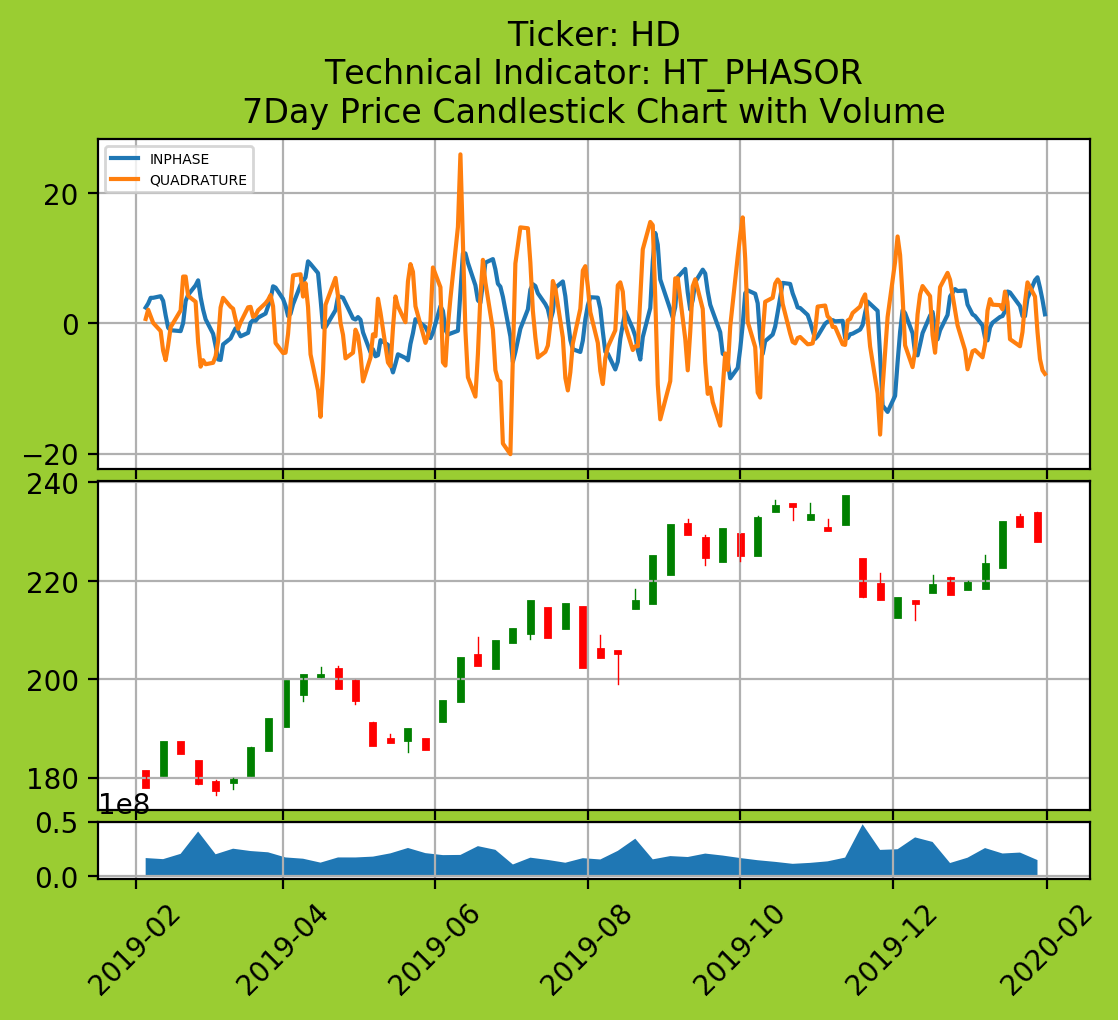 Ticker: HD
Technical Indicator: HT_PHASOR
7Day Price Candlestick Chart with Volume
INPHASE
QUADRATURE
20
0
−20
240
220
200
180
1e8
0.5
0.0
2019-02
2019-04
2019-06
2019-08
2019-10
2019-12
2020-02